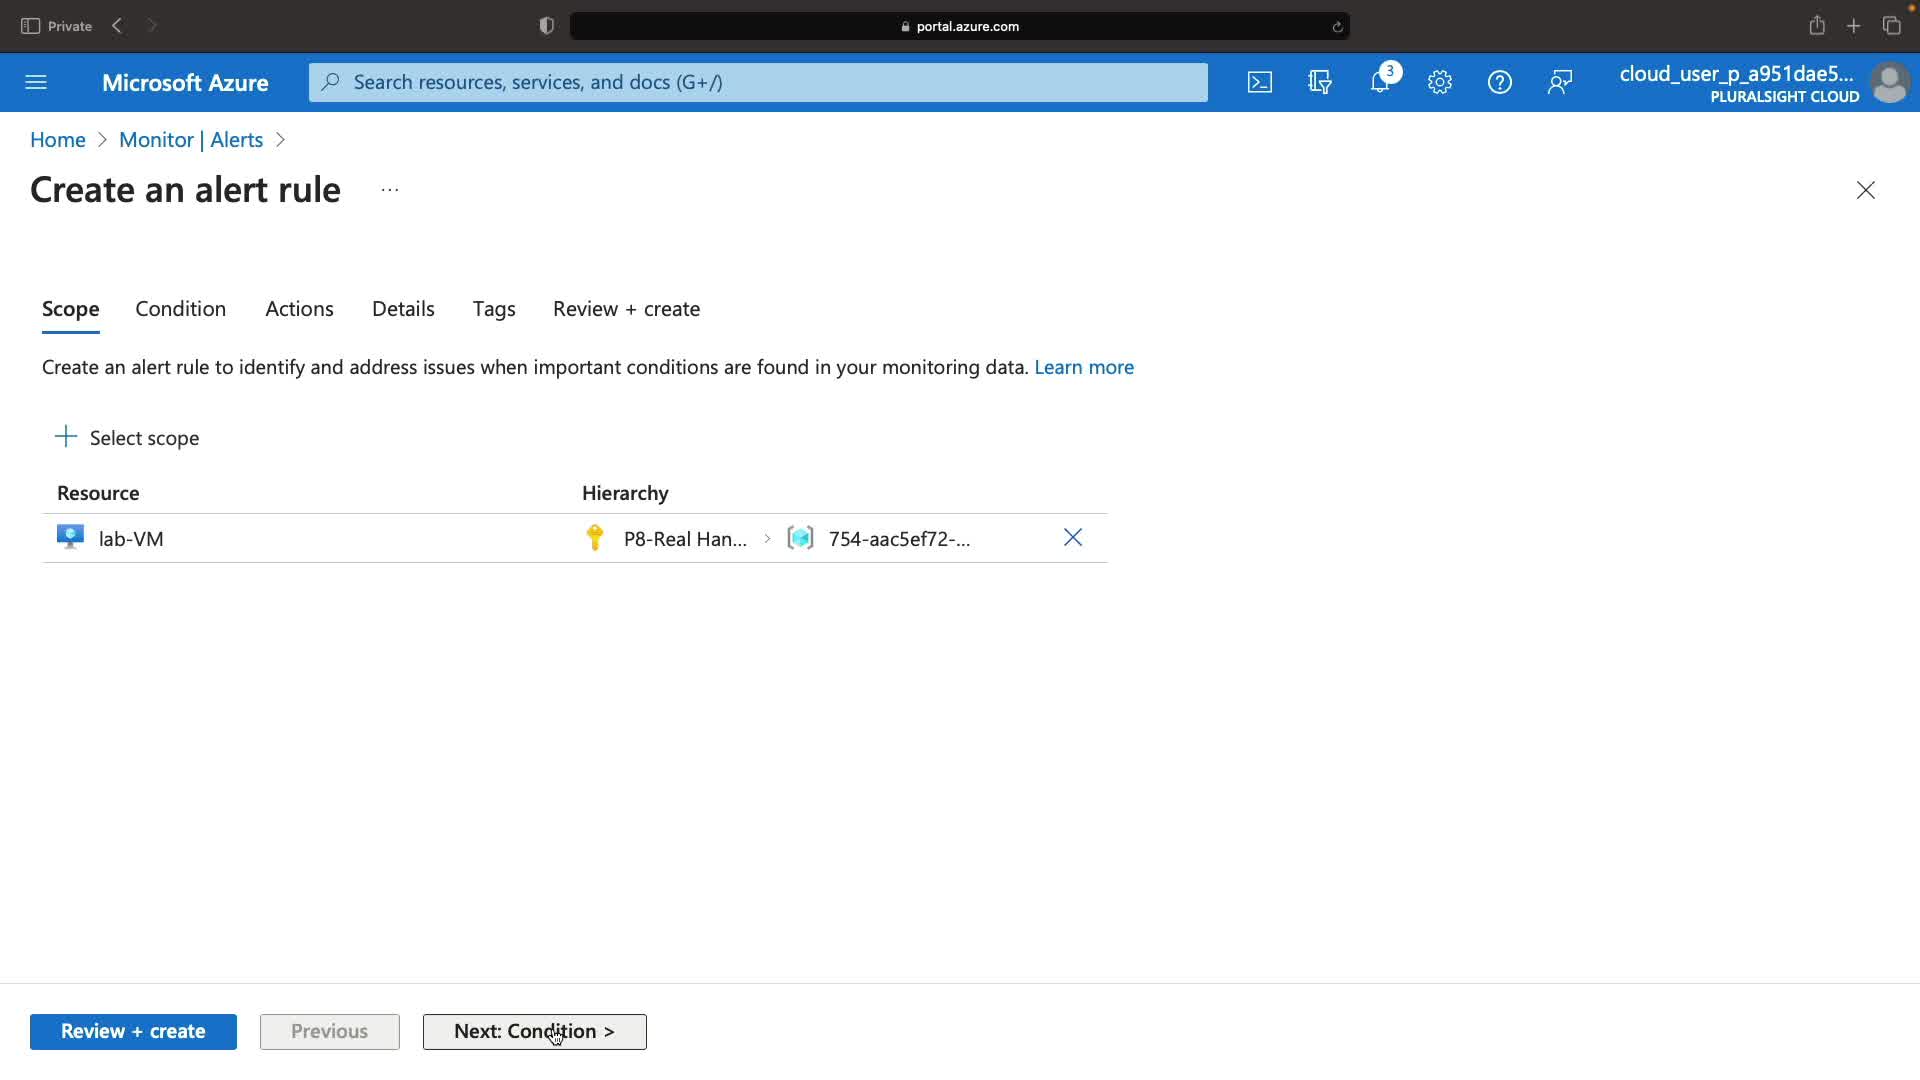 Private
portal.azure.com
Microsoft Azure
Search resources, services, and docs (G+/)
3
cloud_user_p_a951dae5...
PLURALSIGHT CLOUD
Home > Monitor | Alerts >
Create an alert rule ...
Scope Condition Actions Details Tags Review + create
Create an alert rule to identify and address issues when important conditions are found in your monitoring data. Learn more
+ Select scope
Resource Hierarchy
lab-VM P8-Real Han... > 754-aac5ef72-...
Review + create Previous Next: Condition >